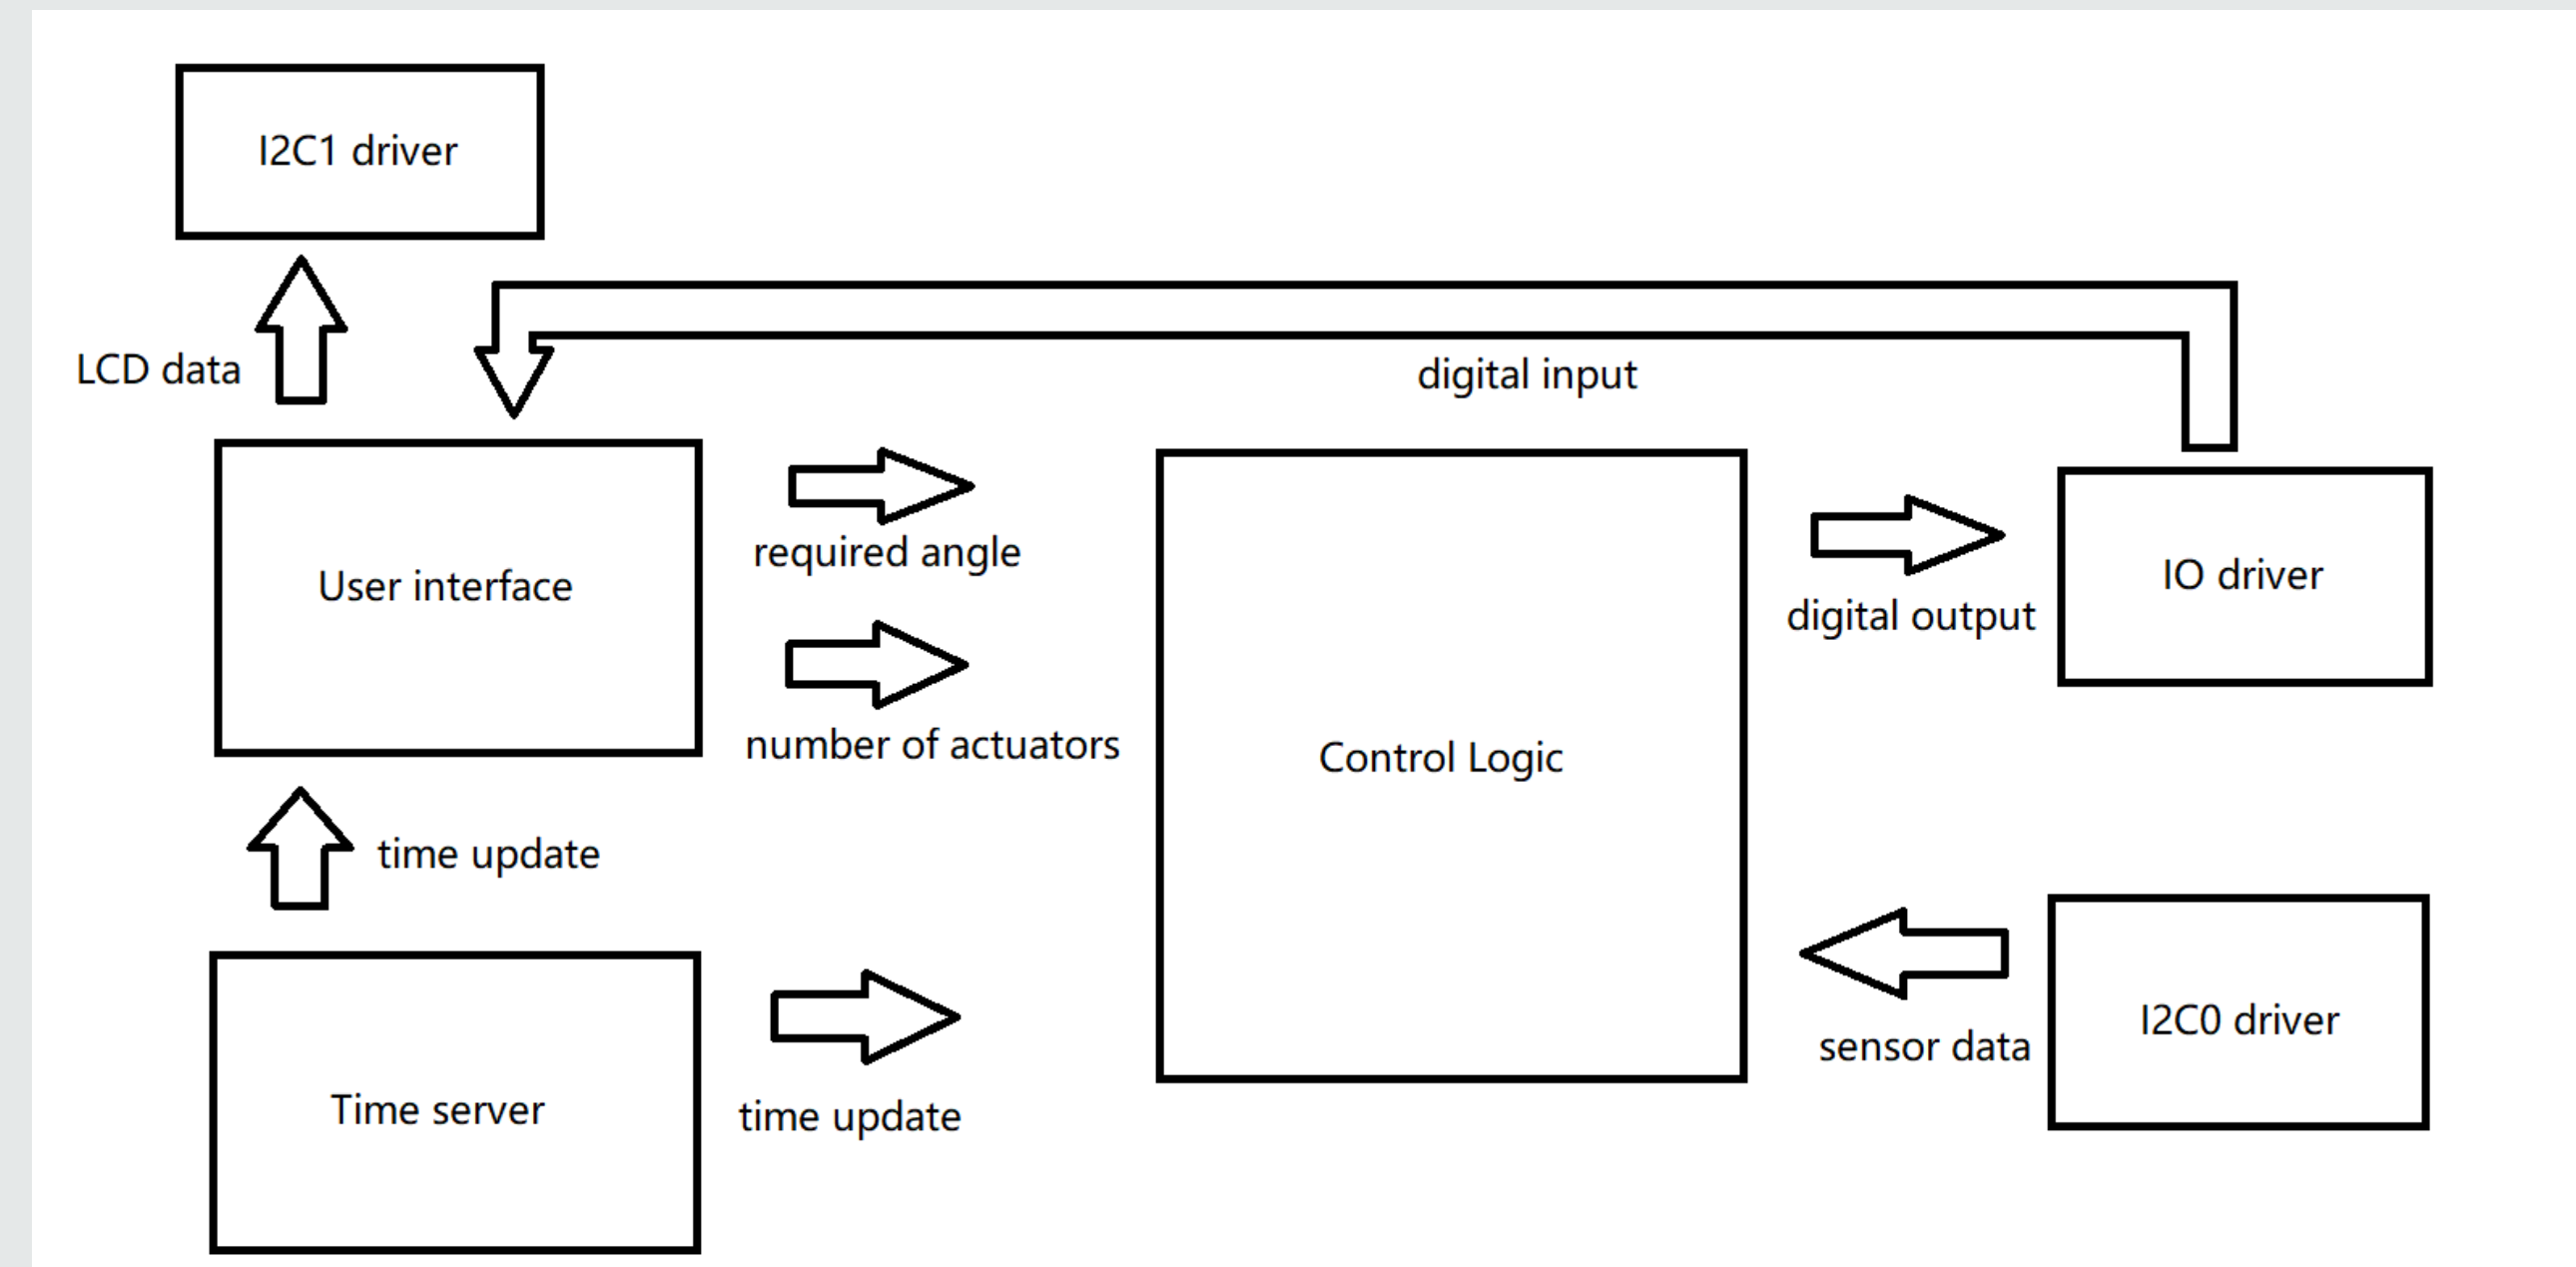 I2C1 driver
LCD data
digital input
User interface
required angle
number of actuators
Control Logic
digital output
IO driver
time update
Time server
time update
sensor data
I2C0 driver